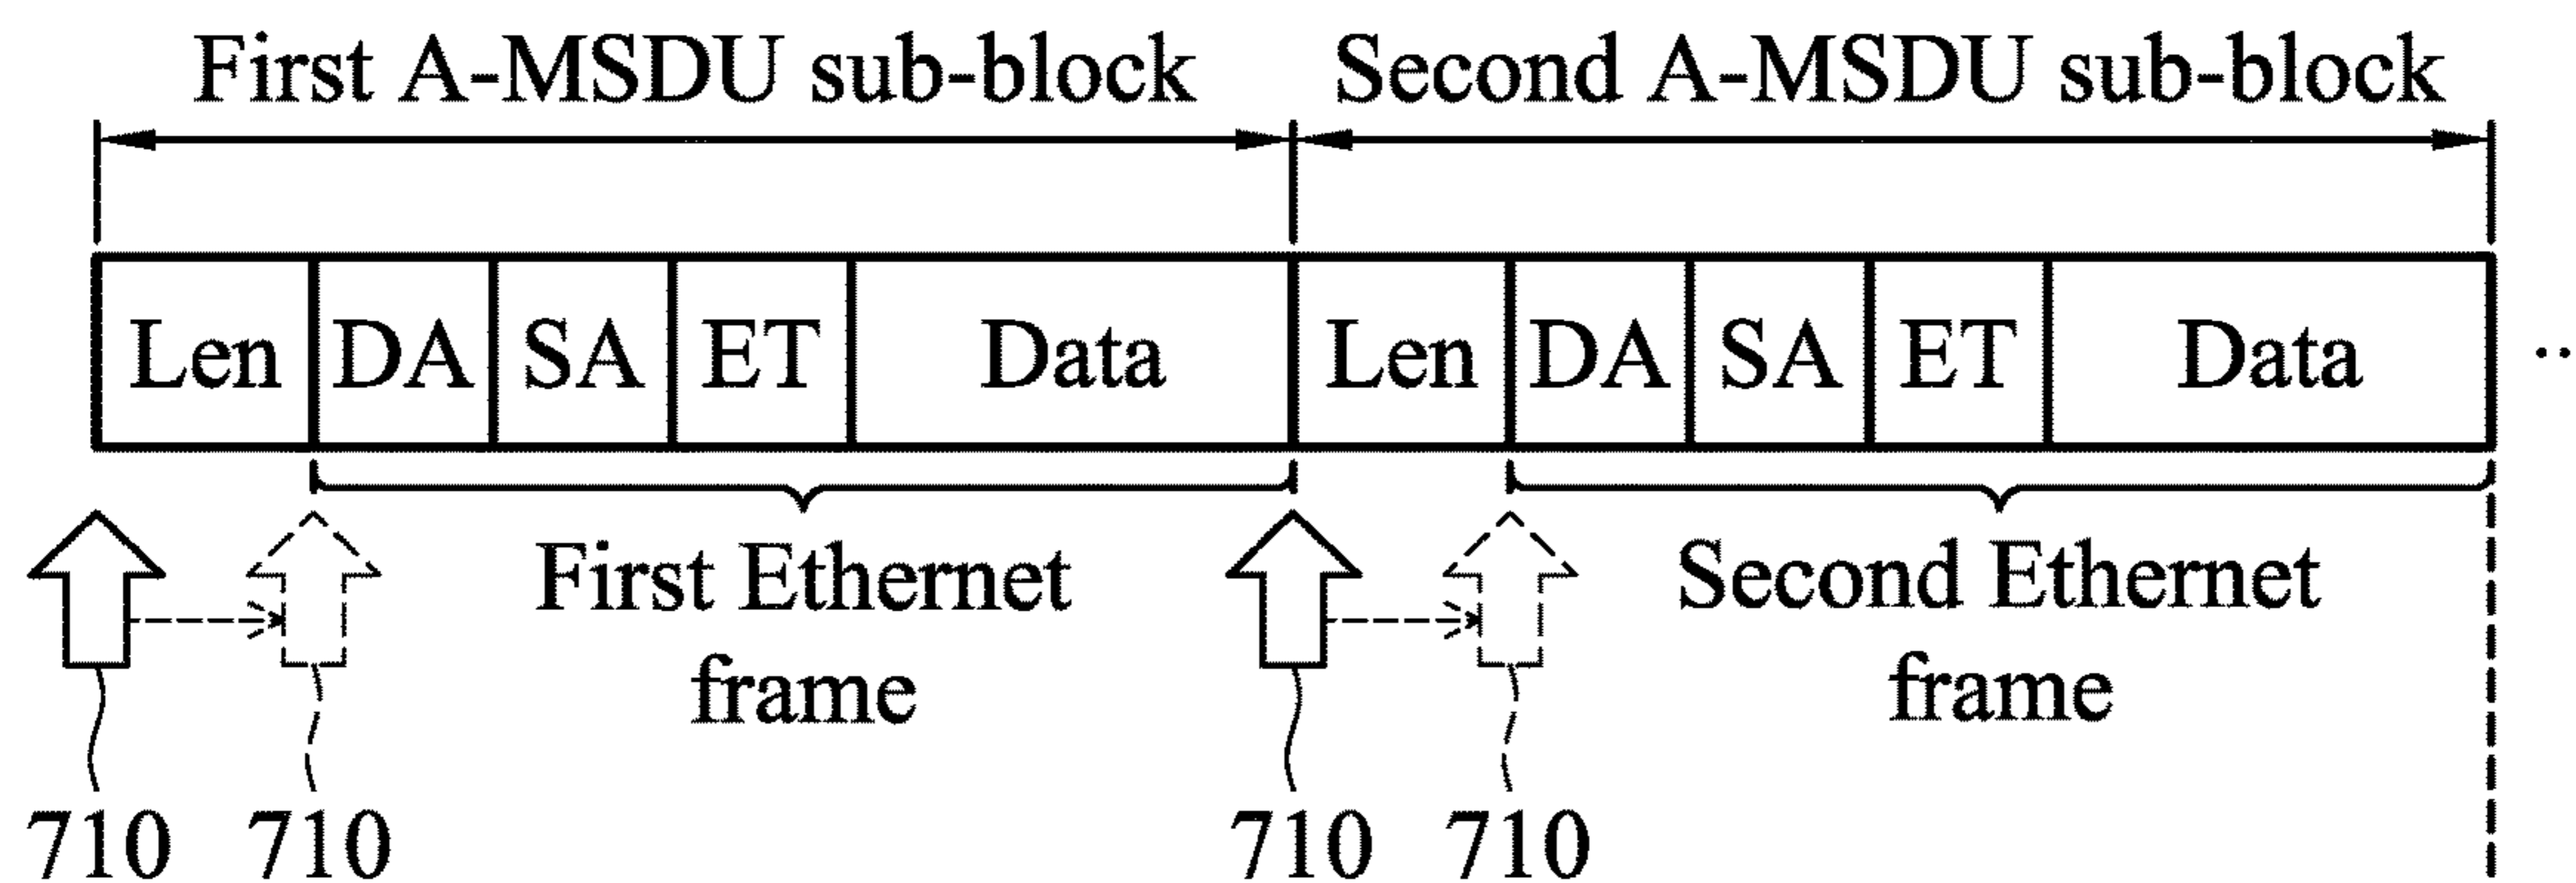 First A-MSDU sub-block Second A-MSDU sub-block
Len DA SA ET Data Len DA SA ET Data ..
First Ethernet
frame
Second Ethernet
frame
710 710 710 710